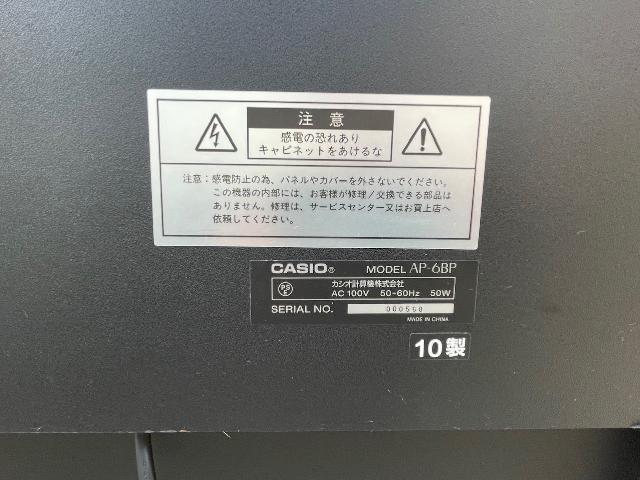 注意
感電の恐れあり
キャビネットをあけるな
注意：感電防止の為、パネルやカバーを外さないでください。
この機器の内部には、お客様が修理/交換できる部品は
ありません。修理は、サービスセンター又はお買上店へ
依頼してください。
CASIO® MODEL AP-6BP
PSE カシオ計算機株式会社
AC 100V 50-60Hz 50W
SERIAL NO. 000568
MADE IN CHINA
10製